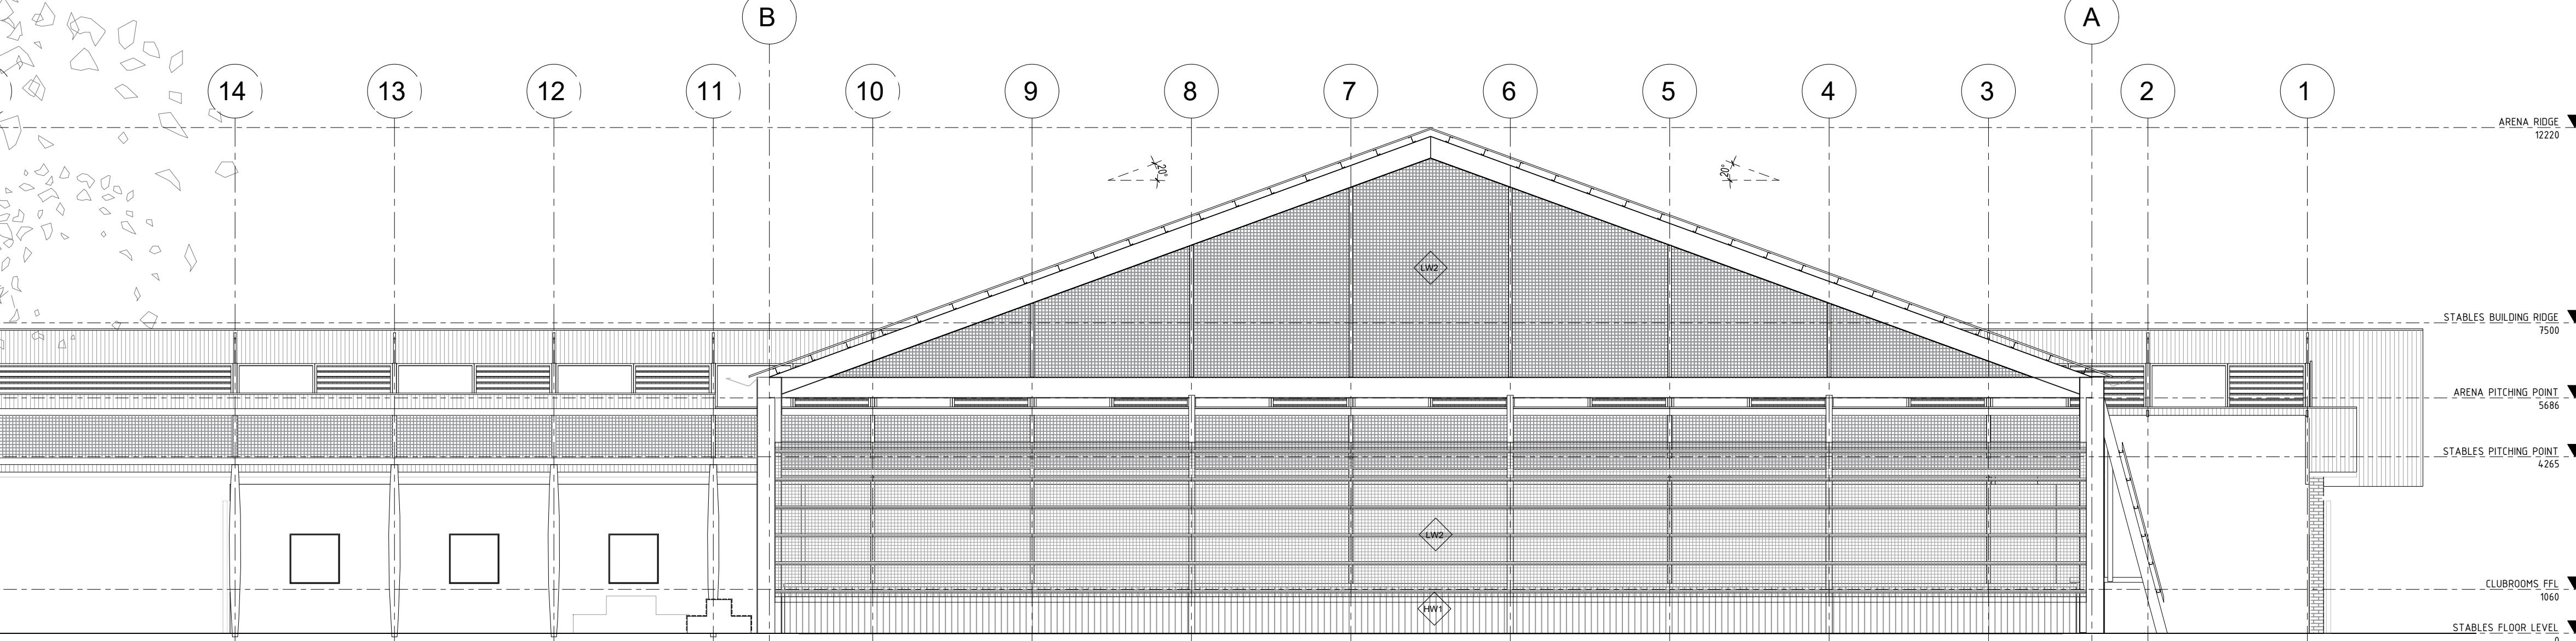 B
A
14
13
12
11
10
9
8
7
6
5
4
3
2
1
ARENA RIDGE
12220
20°
20°
LW2
STABLES BUILDING RIDGE
7500
ARENA PITCHING POINT
5686
STABLES PITCHING POINT
4265
LW2
CLUBROOMS FFL
1060
HW1
STABLES FLOOR LEVEL
0